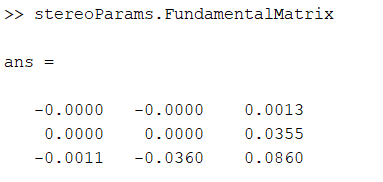 >> stereoParams.FundamentalMatrix
ans =
-0.0000 -0.0000 0.0013
0.0000 0.0000 0.0355
-0.0011 -0.0360 0.0860